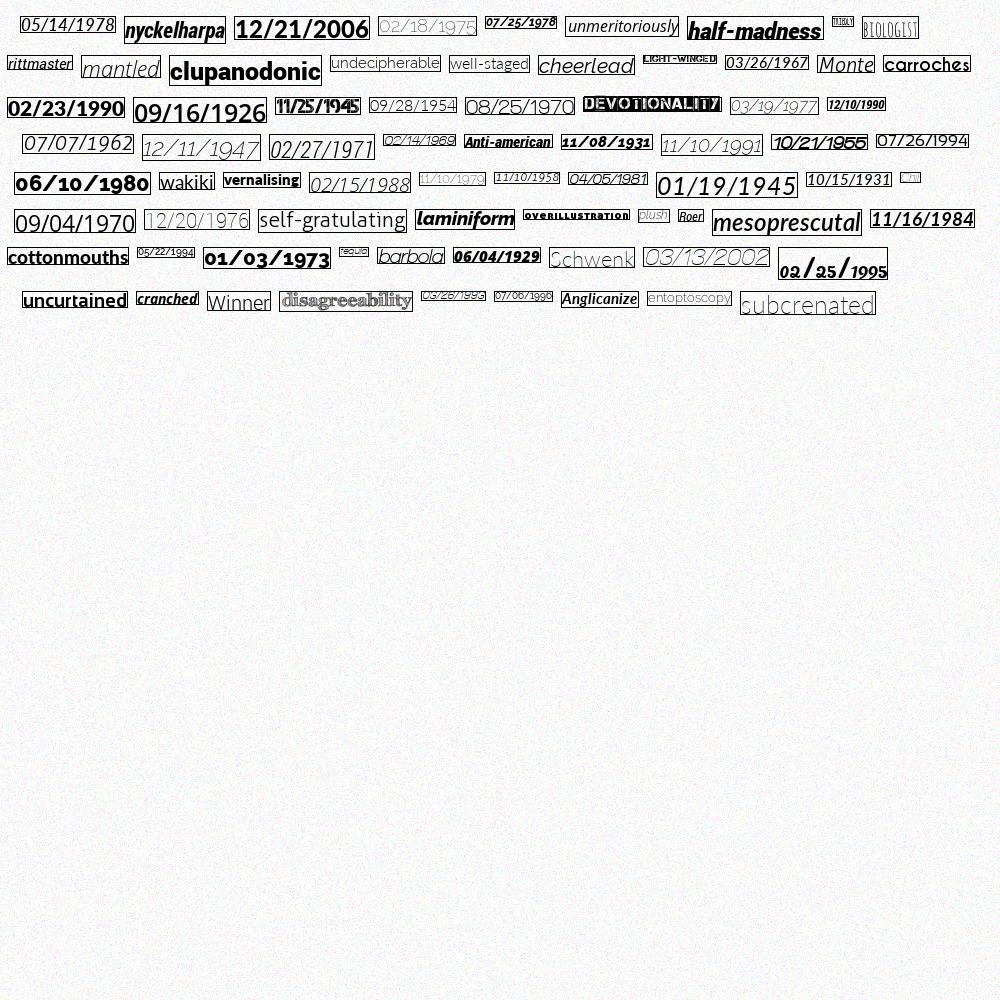 05/14/1978 nyckelharpa 12/21/2006 02/18/1975 07/25/1978 unmeritoriously half-madness TRIBALY BIOLOGIST
rittmaster mantled clupanodonic undecipherable well-staged cheerlead LIGHT-WINGED 03/26/1967 Monte carroches
02/23/1990 09/16/1926 11/25/1945 09/28/1954 08/25/1970 DEVOTIONALITY 03/19/1977 12/10/1990
07/07/1962 12/11/1947 02/27/1971 02/14/1969 Anti-american 11/08/1931 11/10/1991 10/21/1955 07/26/1994
06/10/1980 wakiki vernalising 02/15/1988 11/10/1979 11/10/1958 04/05/1981 01/19/1945 10/15/1931 Chi
09/04/1970 12/20/1976 self-gratulating laminiform overillustration plush Roer mesoprescutal 11/16/1984
cottonmouths 05/22/1994 01/03/1973 barbola 06/04/1929 Schwenk 03/13/2002 02/25/1995
uncurtained cranched Winner disagreeability 03/28/1993 07/06/1996 Anglicanize entoptoscopy subcrenated